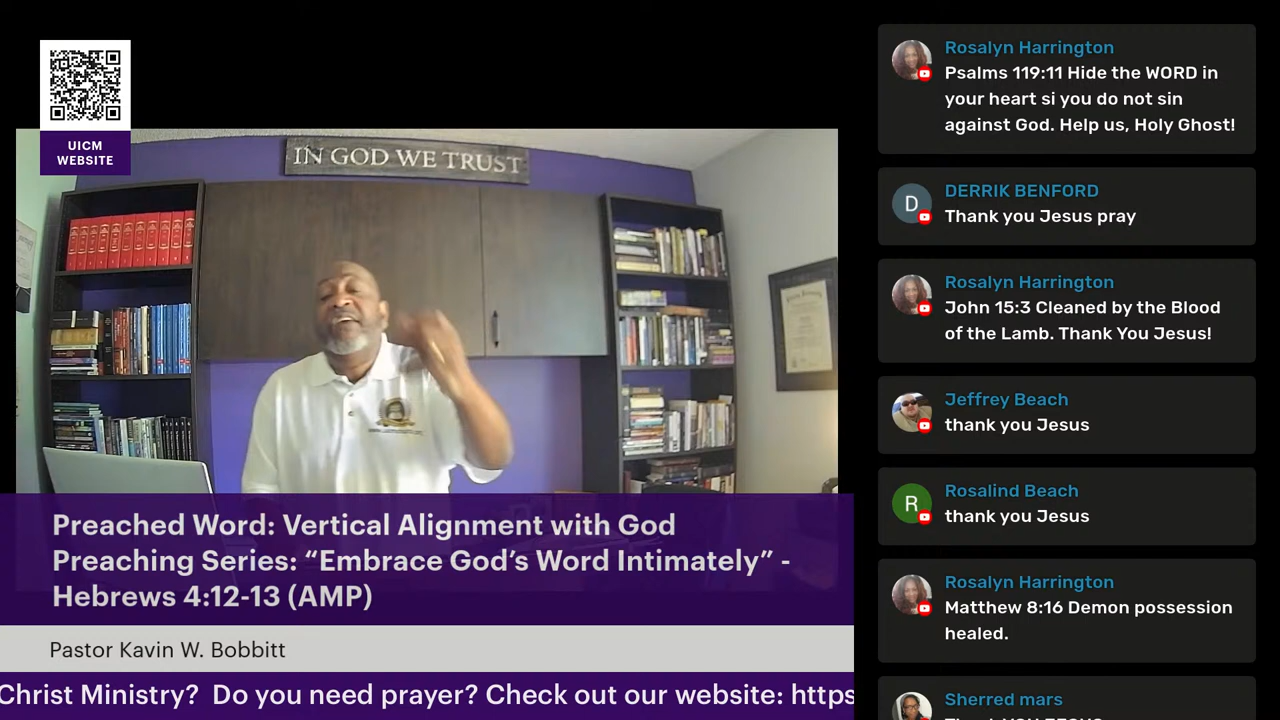 UICM
WEBSITE
IN GOD WE TRUST
Preached Word: Vertical Alignment with God
Preaching Series: “Embrace God’s Word Intimately” -
Hebrews 4:12-13 (AMP)
Pastor Kavin W. Bobbitt
Christ Ministry? Do you need prayer? Check out our website: https
Rosalyn Harrington
Psalms 119:11 Hide the WORD in
your heart si you do not sin
against God. Help us, Holy Ghost!
DERRIK BENFORD
D
Thank you Jesus pray
Rosalyn Harrington
John 15:3 Cleaned by the Blood
of the Lamb. Thank You Jesus!
Jeffrey Beach
thank you Jesus
Rosalind Beach
R
thank you Jesus
Rosalyn Harrington
Matthew 8:16 Demon possession
healed.
Sherred mars